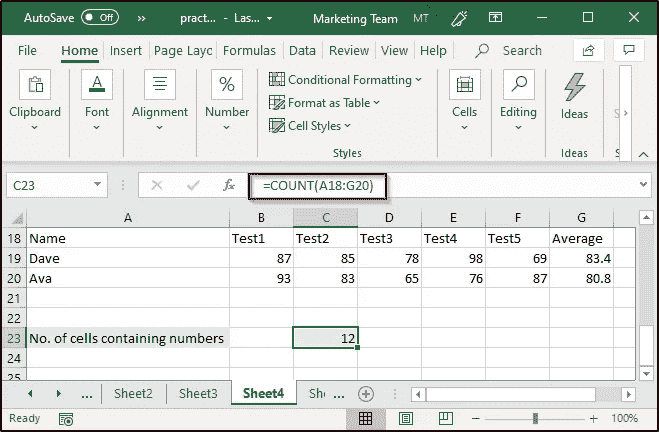 AutoSave Off practi... - Las... Marketing Team MT
File Home Insert Page Layc Formulas Data Review View Help Search
Conditional Formatting
Format as Table
Cell Styles
Clipboard Font Alignment Number Cells Editing Ideas
Styles Ideas
C23 fx =COUNT(A18:G20)
A B C D E F G
18 Name Test1 Test2 Test3 Test4 Test5 Average
19 Dave 87 85 78 98 69 83.4
20 Ava 93 83 65 76 87 80.8
21
22
23 No. of cells containing numbers 12
24
25
... Sheet2 Sheet3 Sheet4 Sh ...
Ready 100%